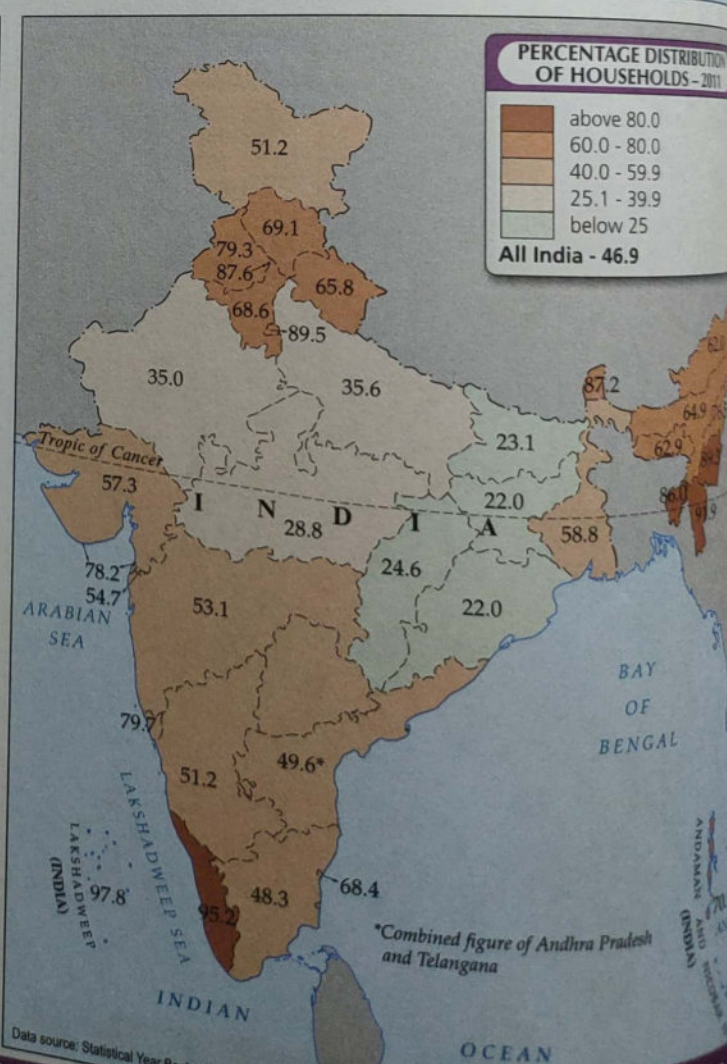 PERCENTAGE DISTRIBUTION
OF HOUSEHOLDS – 2011
above 80.0
60.0 - 80.0
40.0 - 59.9
25.1 - 39.9
below 25
All India - 46.9
51.2
69.1
79.3
87.6
65.8
68.6
89.5
35.0
35.6
87.2
64.9
62.9
23.1
Tropic of Cancer
57.3
22.0
86.0
I N D I A
28.8
58.8
24.6
78.2
54.7
53.1
22.0
ARABIAN
SEA
BAY
OF
BENGAL
79.7
49.6*
51.2
LAKSHADWEEP SEA
LAKSHADWEEP
(INDIA)
97.8
95.2
48.3
68.4
ANDAMAN AND
(INDIA)
*Combined figure of Andhra Pradesh
and Telangana
INDIAN
OCEAN
Data source: Statistical Year